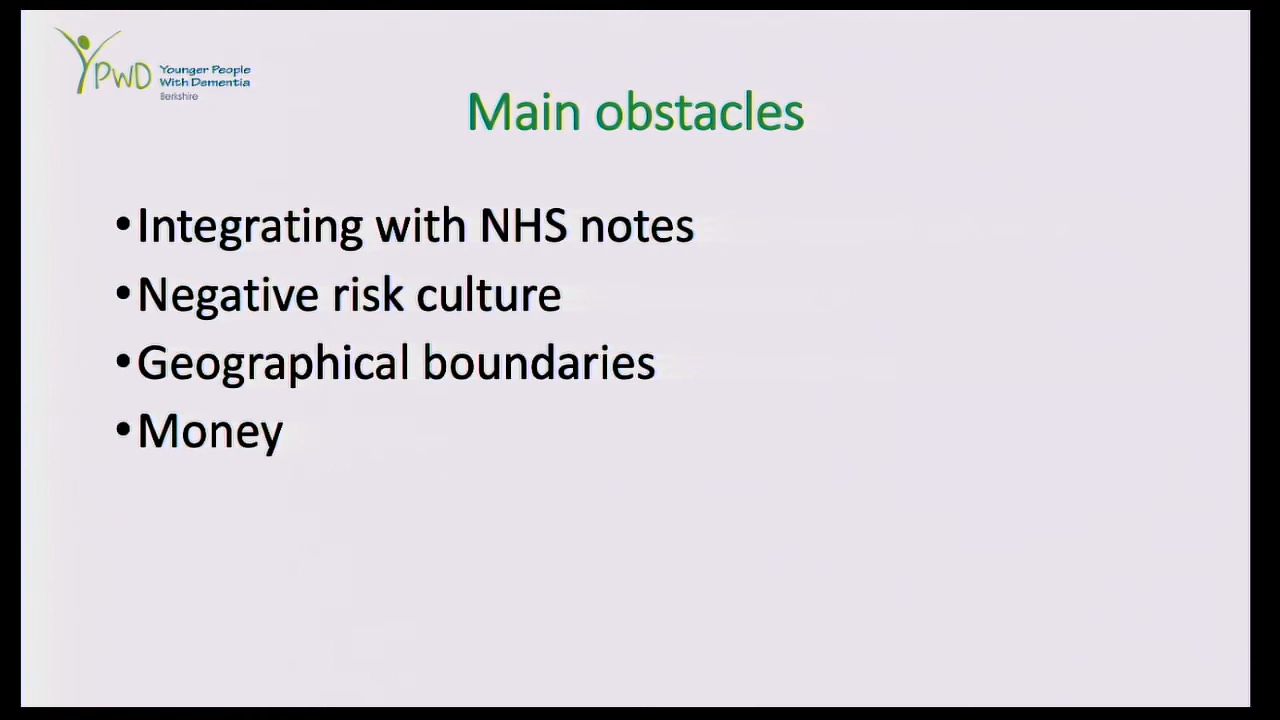 YPWD Younger People
With Dementia
Berkshire
Main obstacles
•Integrating with NHS notes
•Negative risk culture
•Geographical boundaries
•Money